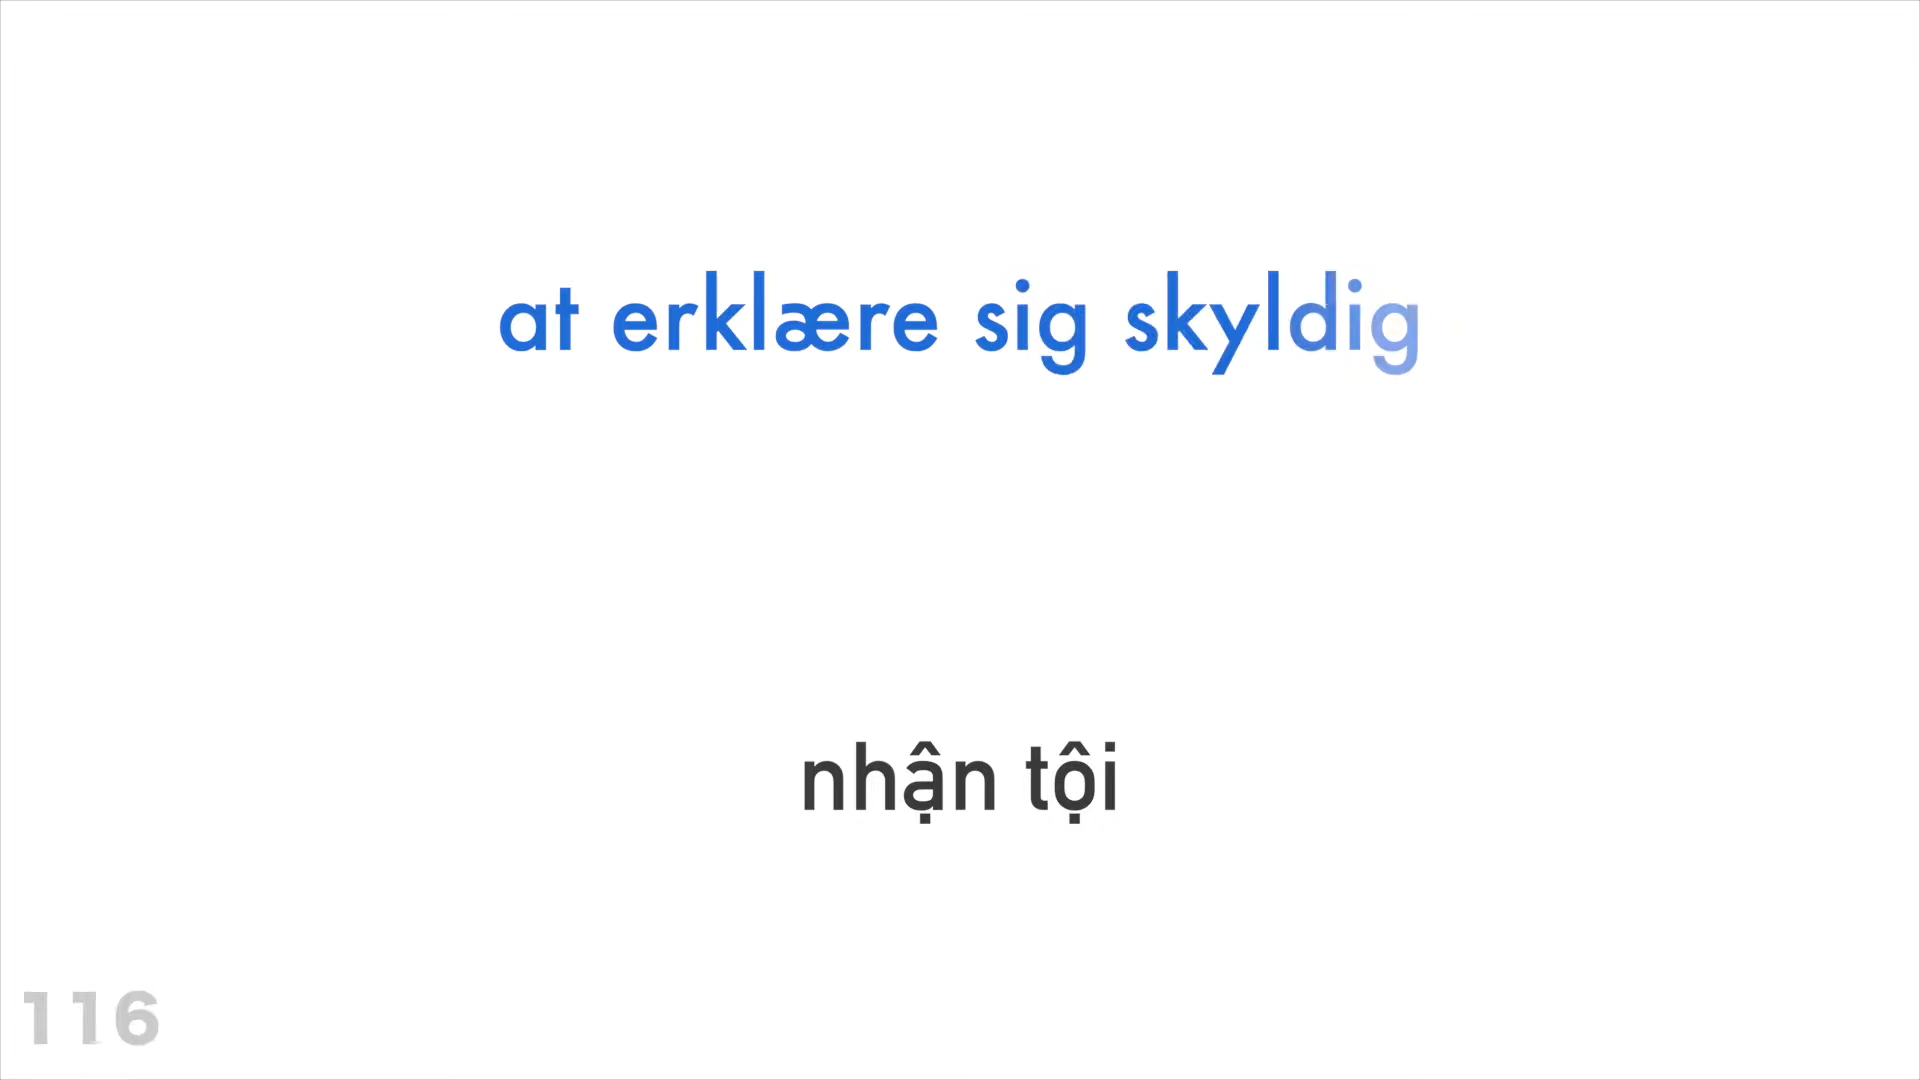 at erklære sig skyldig
nhận tội
116